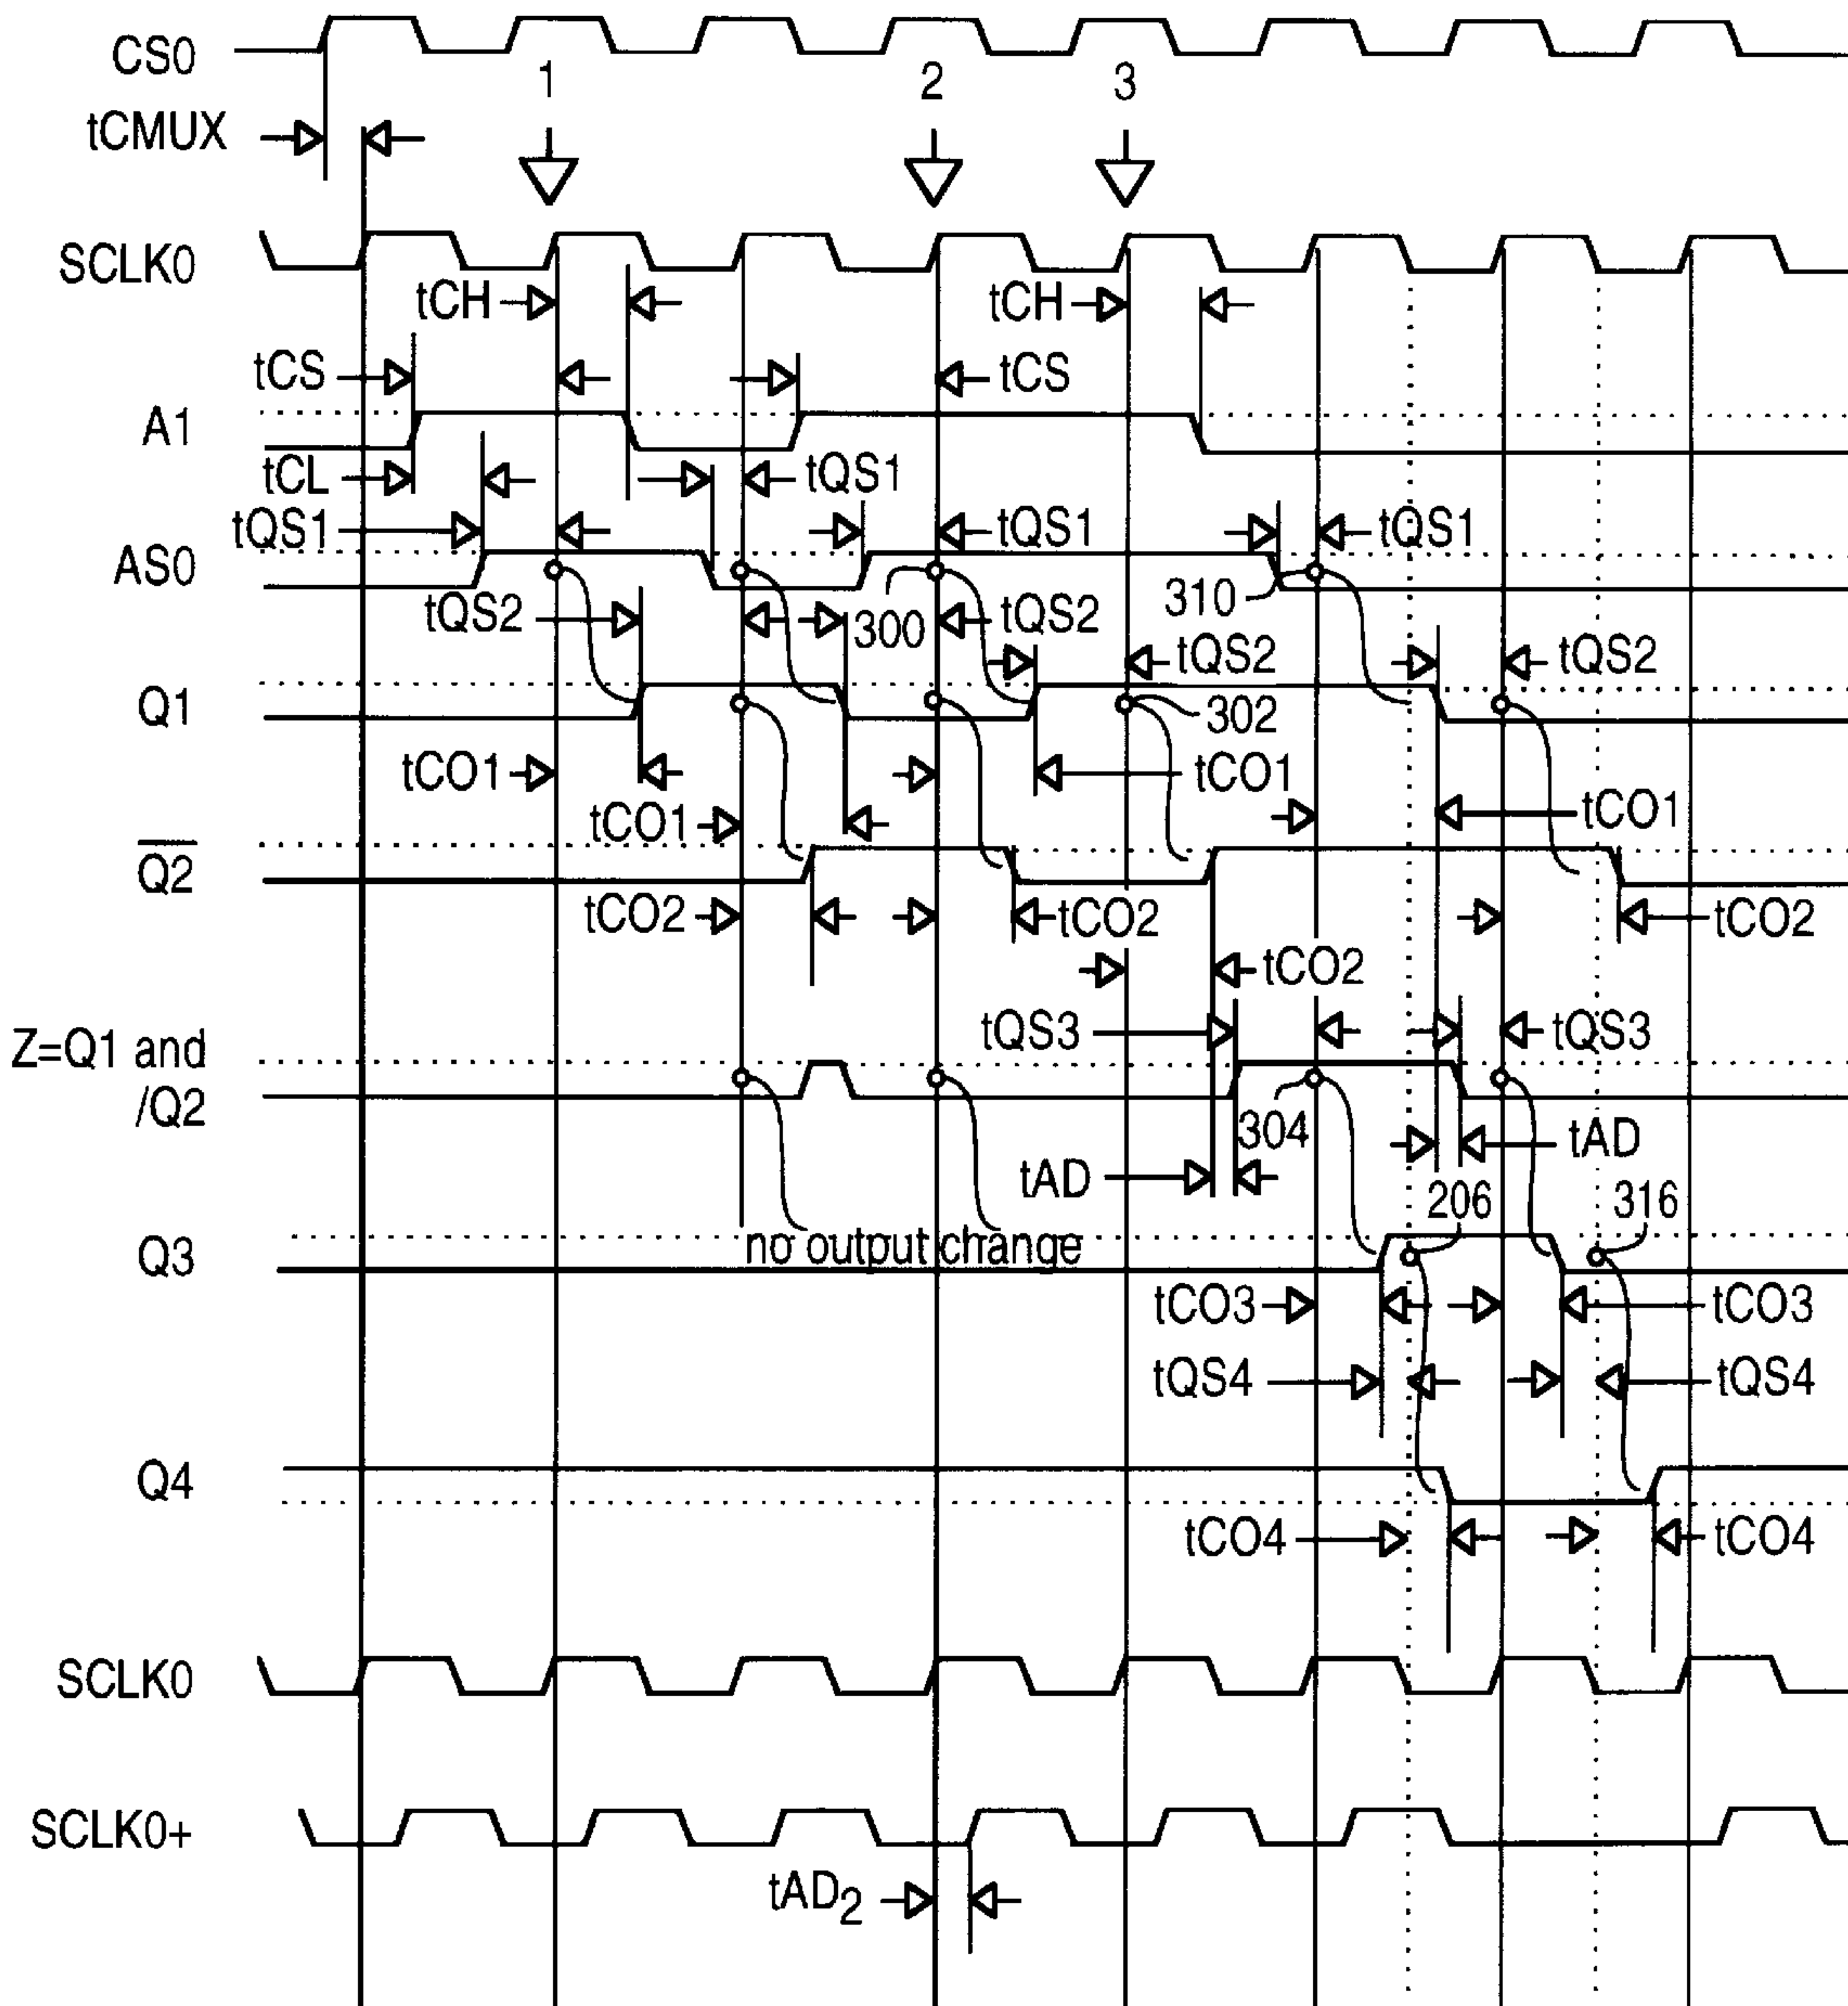 CS0
1 2 3
tCMUX
SCLK0
tCH tCH
tCS tCS
A1
tCL tQS1
tQS1 tQS1 tQS1
AS0
tQS2 300 tQS2 310
tQS2 tQS2
Q1 302
tCO1 tCO1
tCO1 tCO1
Q2
tCO2 tCO2 tCO2
tCO2
tQS3 tQS3
Z=Q1 and
/Q2
304 tAD
tAD 206 316
Q3 no output change
tCO3 tCO3
tQS4 tQS4
Q4
tCO4 tCO4
SCLK0
SCLK0+
tAD2